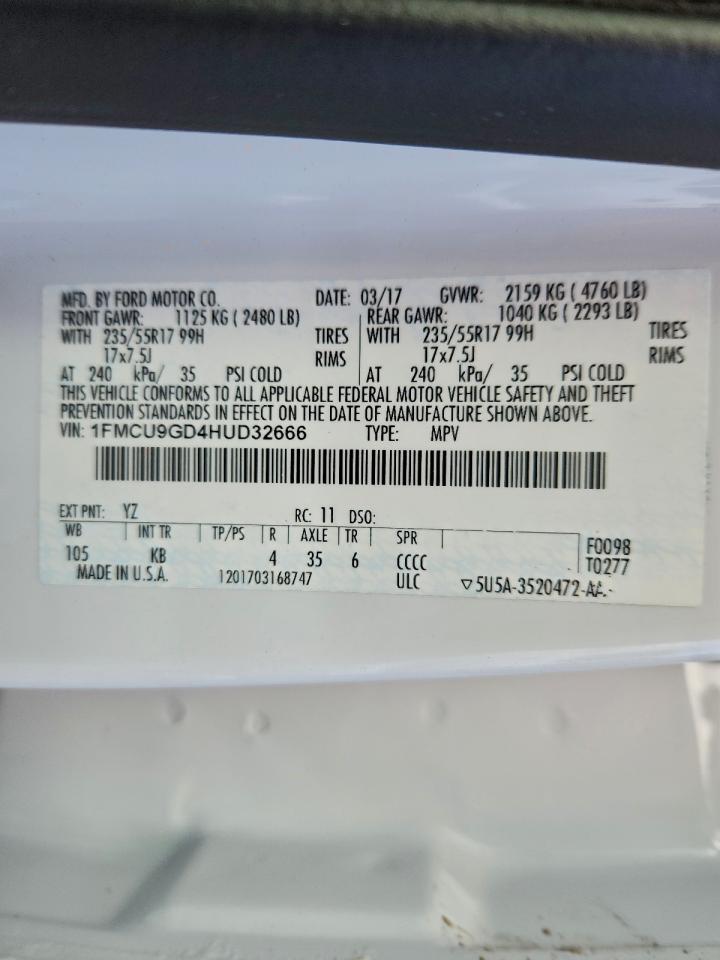 MFD. BY FORD MOTOR CO. DATE: 03/17 GVWR: 2159 KG ( 4760 LB)
FRONT GAWR: 1125 KG ( 2480 LB) REAR GAWR: 1040 KG ( 2293 LB)
WITH 235/55R17 99H TIRES WITH 235/55R17 99H TIRES
17x7.5J RIMS 17x7.5J RIMS
AT 240 kPa/ 35 PSI COLD AT 240 kPa/ 35 PSI COLD
THIS VEHICLE CONFORMS TO ALL APPLICABLE FEDERAL MOTOR VEHICLE SAFETY AND THEFT
PREVENTION STANDARDS IN EFFECT ON THE DATE OF MANUFACTURE SHOWN ABOVE.
VIN: 1FMCU9GD4HUD32666 TYPE: MPV
EXT PNT: YZ RC: 11 DSO:
WB INT TR TP/PS R AXLE TR SPR F0098
105 KB 4 35 6 CCCC T0277
MADE IN U.S.A. 1201703168747 ULC ▽5U5A-3520472-AA-